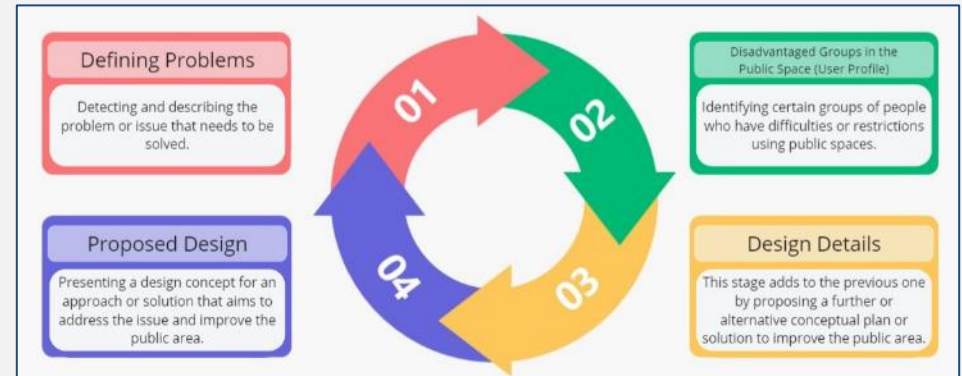 Defining Problems
Detecting and describing the
problem or issue that needs to be
solved.
01
02
Disadvantaged Groups in the
Public Space (User Profile)
Identifying certain groups of people
who have difficulties or restrictions
using public spaces.
Proposed Design
Presenting a design concept for an
approach or solution that aims to
address the issue and improve the
public area.
04
03
Design Details
This stage adds to the previous one
by proposing a further or
alternative conceptual plan or
solution to improve the public area.